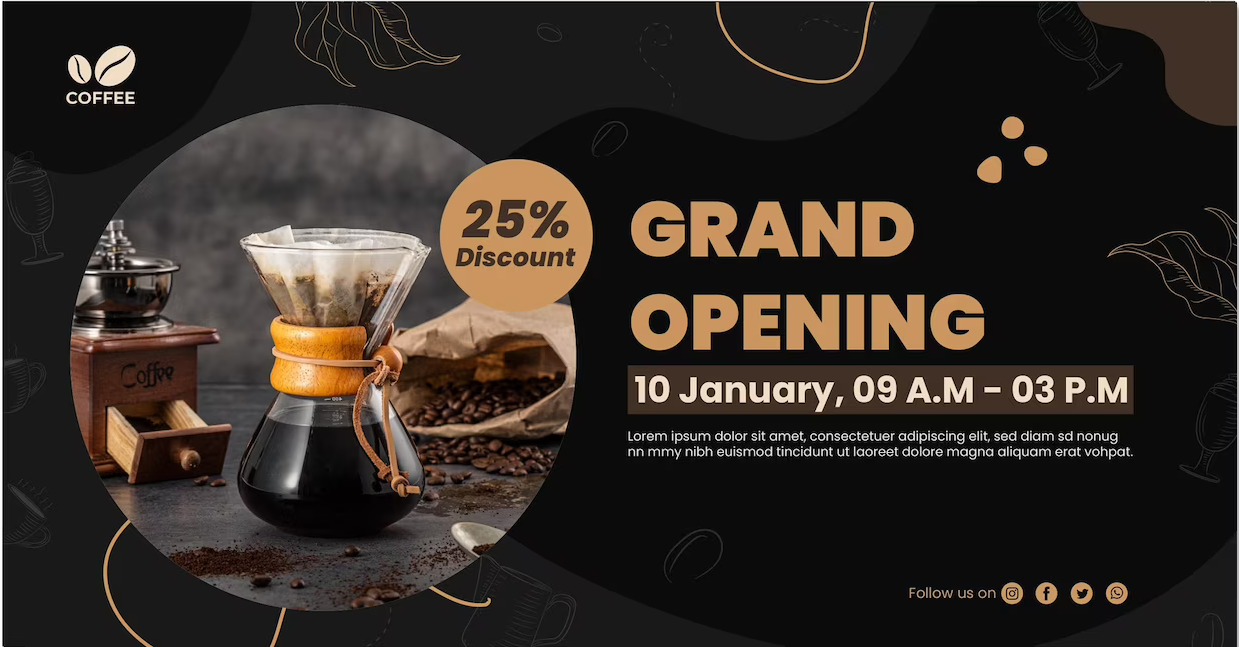 COFFEE
25%
Discount
Coffee
GRAND
OPENING
10 January, 09 A.M - 03 P.M
Lorem ipsum dolor sit amet, consectetuer adipiscing elit, sed diam sd nonug
nn mmy nibh euismod tincidunt ut laoreet dolore magna aliquam erat vohpat.
Follow us on